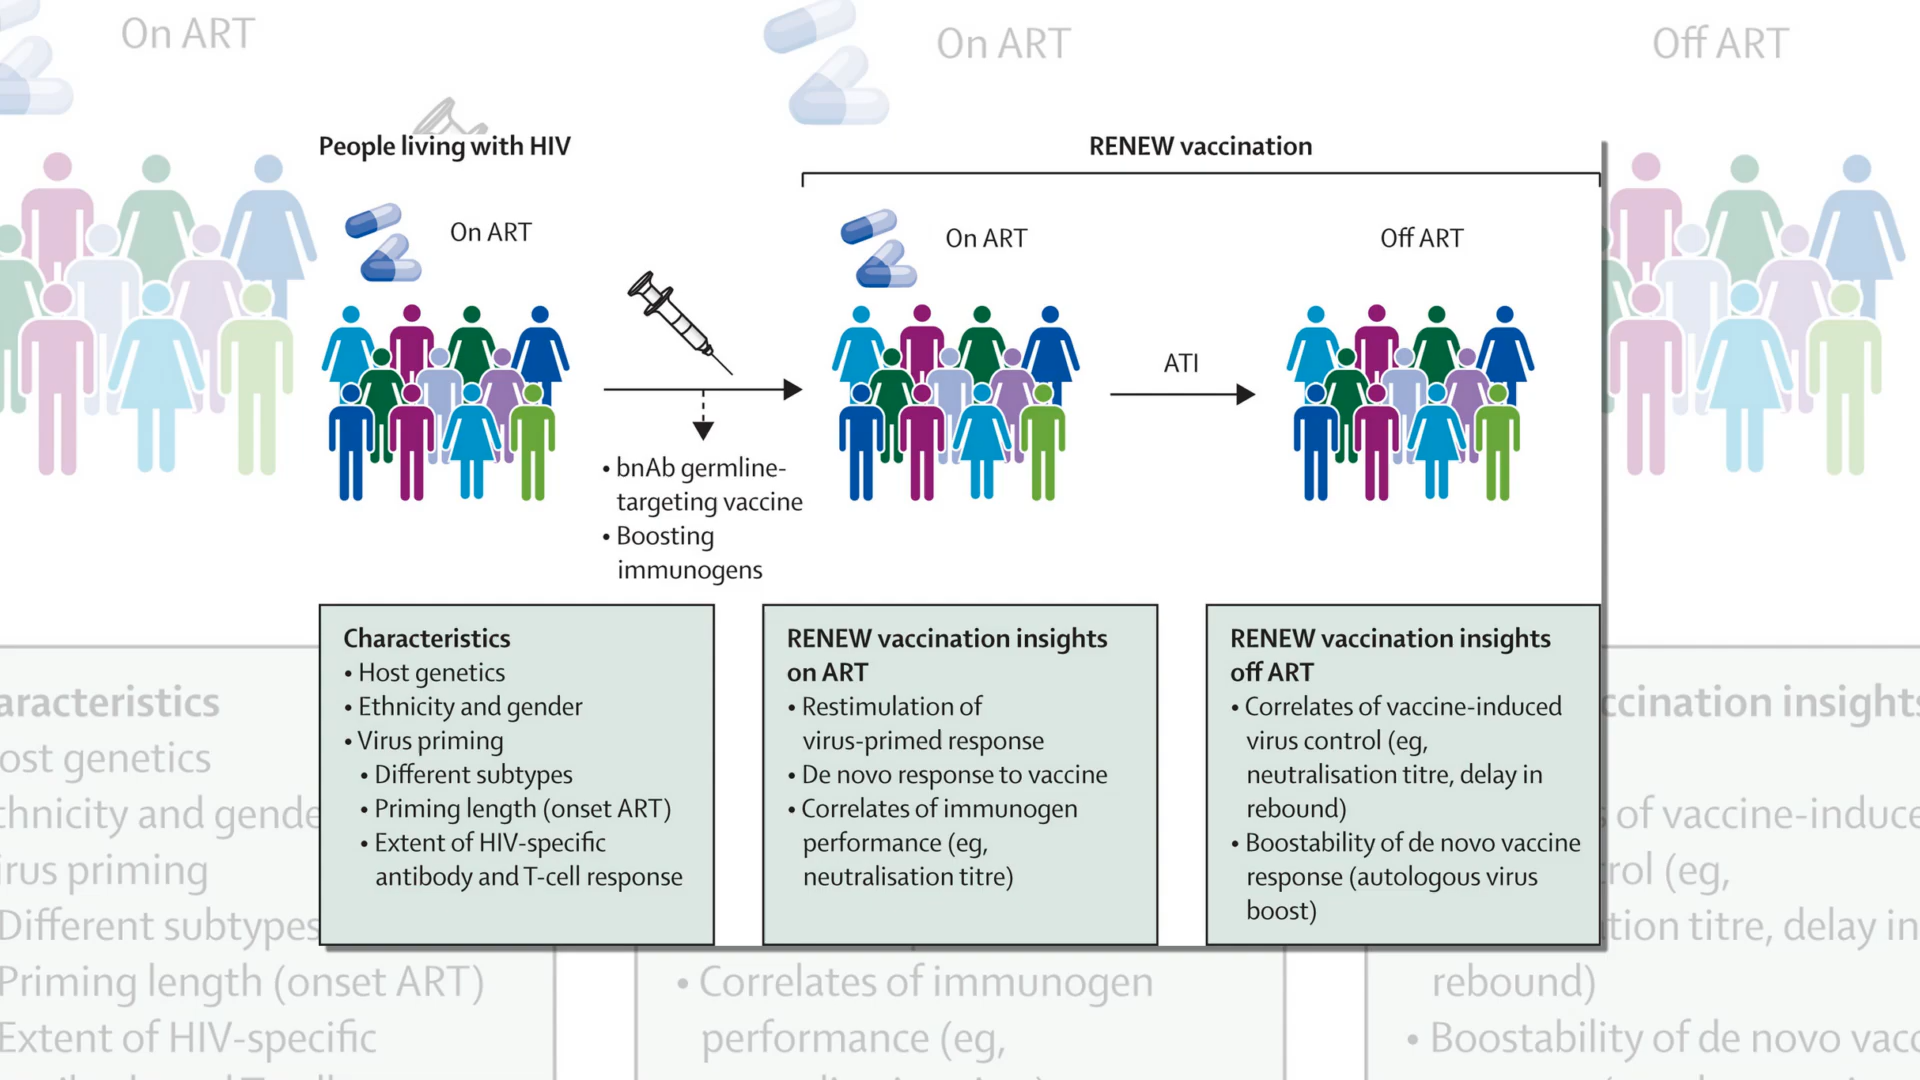 On ART
On ART
Off ART
People living with HIV
RENEW vaccination
On ART
On ART
Off ART
ATI
• bnAb germline-
targeting vaccine
• Boosting
immunogens
Characteristics
• Host genetics
• Ethnicity and gender
• Virus priming
• Different subtypes
• Priming length (onset ART)
• Extent of HIV-specific
antibody and T-cell response
RENEW vaccination insights
on ART
• Restimulation of
virus-primed response
• De novo response to vaccine
• Correlates of immunogen
performance (eg,
neutralisation titre)
RENEW vaccination insights
off ART
• Correlates of vaccine-induced
virus control (eg,
neutralisation titre, delay in
rebound)
• Boostability of de novo vaccine
response (autologous virus
boost)
aracteristics
ost genetics
thnicity and gende
irus priming
Different subtypes
Priming length (onset ART)
Extent of HIV-specific
• Correlates of immunogen
performance (eg,
ccination insights
of vaccine-induce
rol (eg,
tion titre, delay in
rebound)
• Boostability of de novo vacc